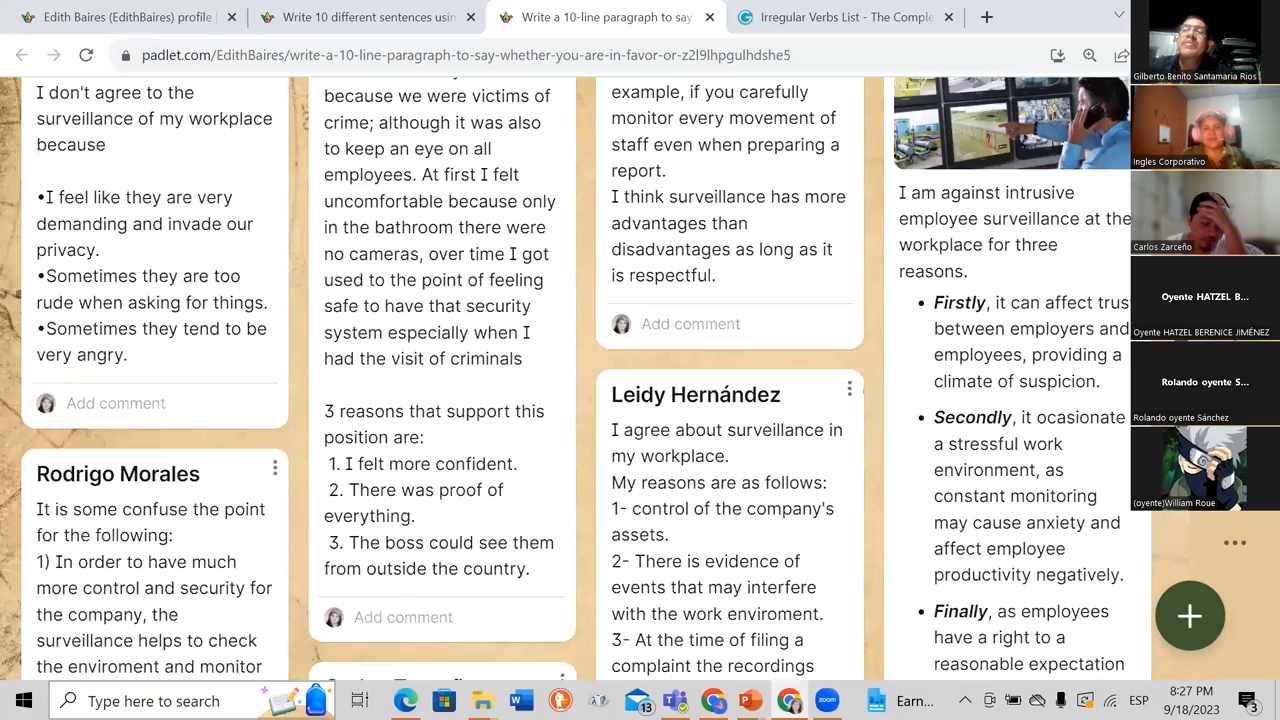 Edith Baires (EdithBaires) profile
Write 10 different sentences usin
Write a 10-line paragraph to say
Irregular Verbs List - The Comple
padlet.com/EdithBaires/write-a-10-line-paragraph-to-say-whether-you-are-in-favor-or-z2l9lhpgulhdshe5
I don't agree to the
surveillance of my workplace
because
•I feel like they are very
demanding and invade our
privacy.
•Sometimes they are too
rude when asking for things.
•Sometimes they tend to be
very angry.
Add comment
Rodrigo Morales
It is some confuse the point
for the following:
1) In order to have much
more control and security for
the company, the
surveillance helps to check
the enviroment and monitor
because we were victims of
crime; although it was also
to keep an eye on all
employees. At first I felt
uncomfortable because only
in the bathroom there were
no cameras, over time I got
used to the point of feeling
safe to have that security
system especially when I
had the visit of criminals
3 reasons that support this
position are:
1. I felt more confident.
2. There was proof of
everything.
3. The boss could see them
from outside the country.
Add comment
example, if you carefully
monitor every movement of
staff even when preparing a
report.
I think surveillance has more
advantages than
disadvantages as long as it
is respectful.
Add comment
Leidy Hernández
I agree about surveillance in
my workplace.
My reasons are as follows:
1- control of the company's
assets.
2- There is evidence of
events that may interfere
with the work enviroment.
3- At the time of filing a
complaint the recordings
I am against intrusive
employee surveillance at the
workplace for three
reasons.
• Firstly, it can affect trus
between employers and
employees, providing a
climate of suspicion.
• Secondly, it ocasionate
a stressful work
environment, as
constant monitoring
may cause anxiety and
affect employee
productivity negatively.
• Finally, as employees
have a right to a
reasonable expectation
Gilberto Benito Santamaria Rios
Ingles Corporativo
Carlos Zarceño
Oyente HATZEL B...
Oyente HATZEL BERENICE JIMÉNEZ
Rolando oyente S...
Rolando oyente Sánchez
(oyente)William Roue
Type here to search
13
zoom
Earn...
ESP
8:27 PM
9/18/2023
3